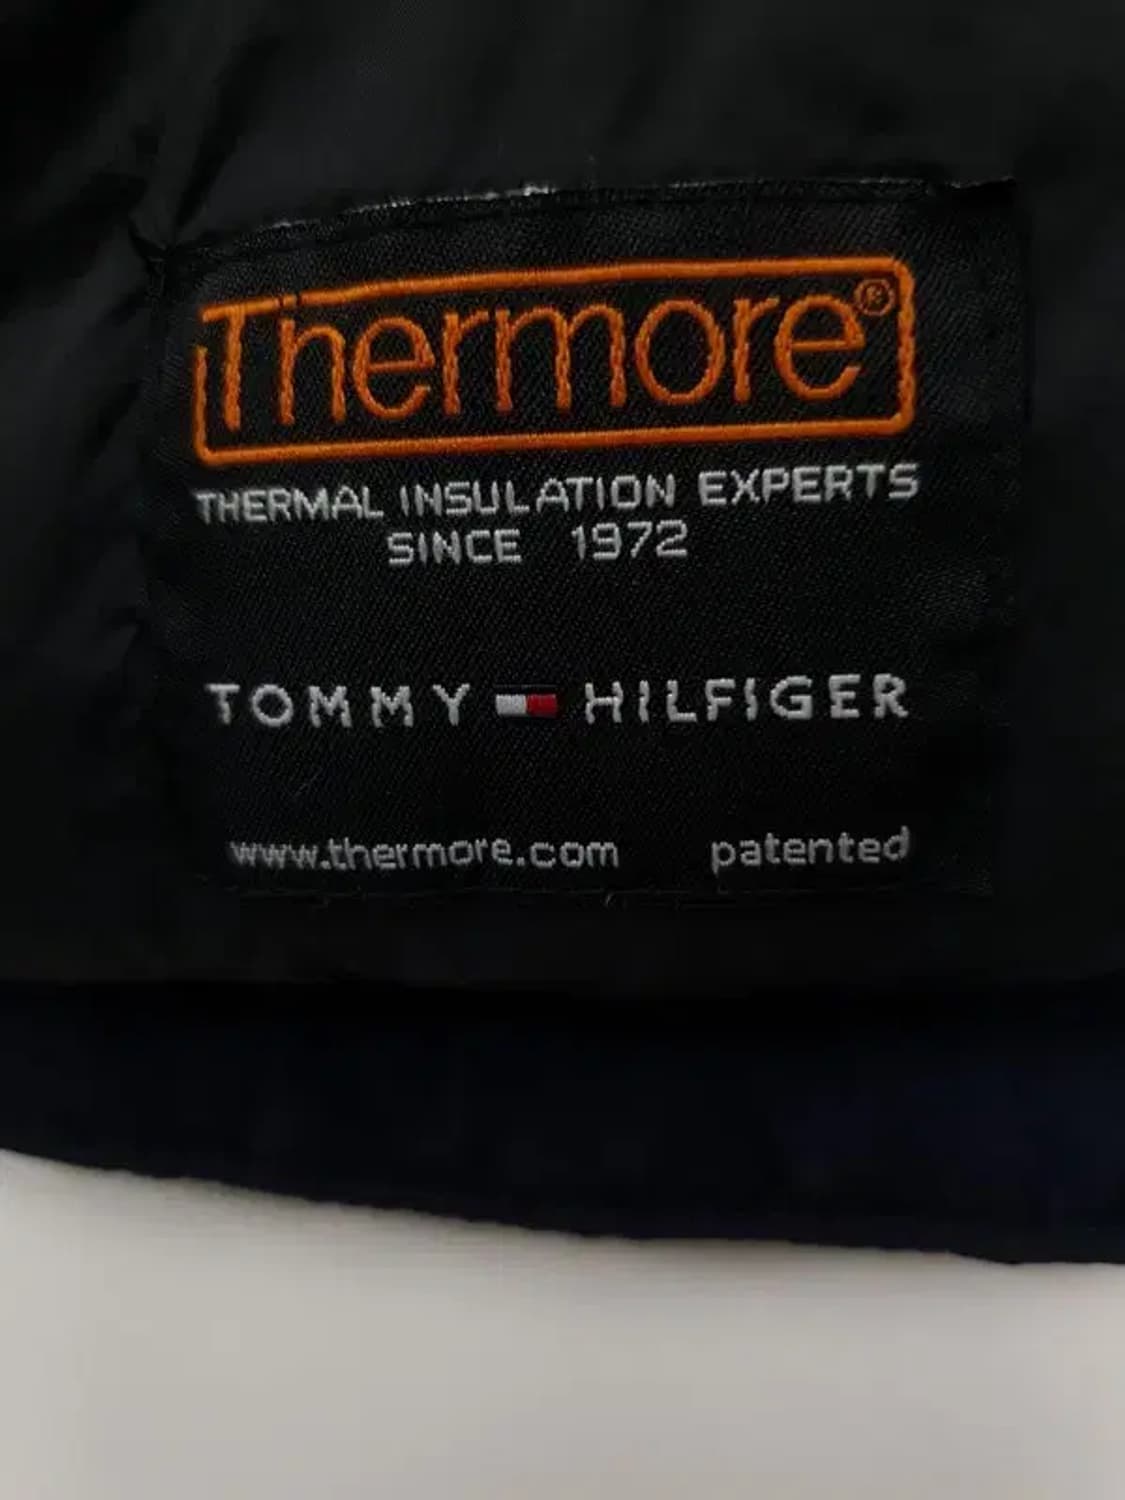 Thermore®
THERMAL INSULATION EXPERTS
SINCE 1972
TOMMY HILFIGER
www.thermore.com patented